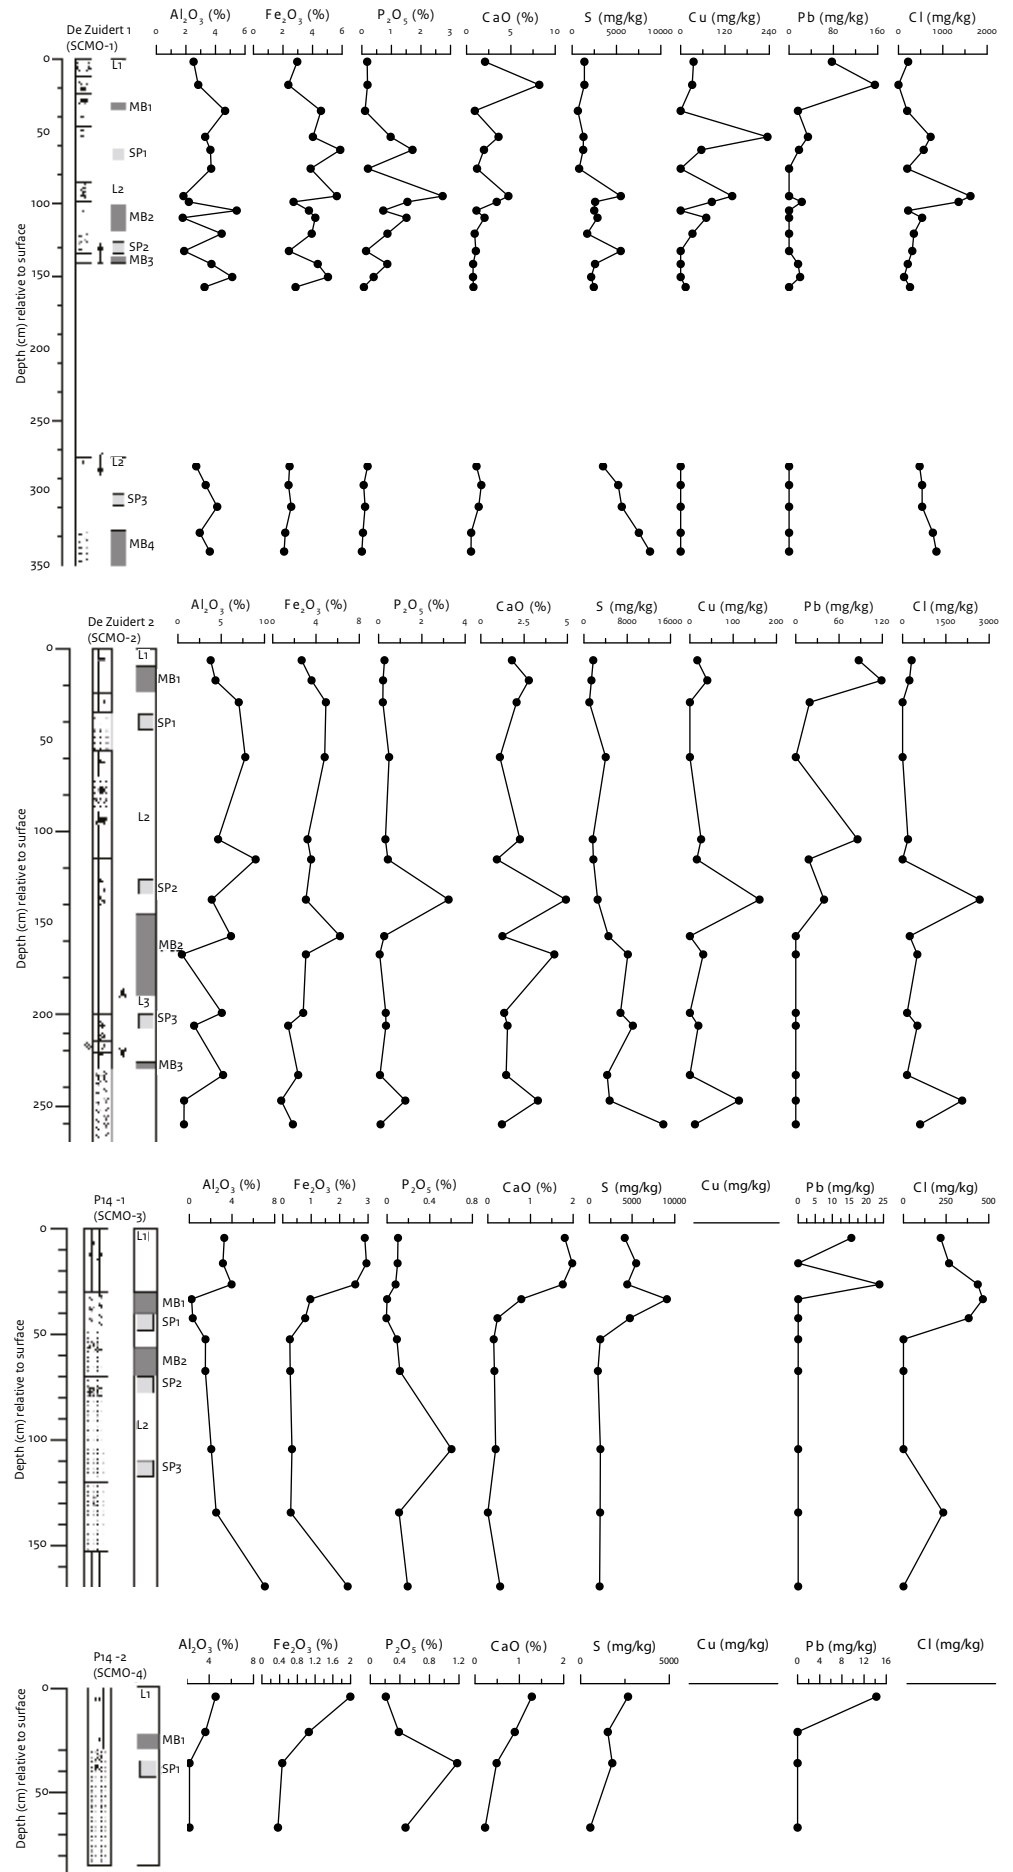 Al₂O₃ (%) Fe₂O₃ (%) P₂O₅ (%) CaO (%) S (mg/kg) Cu (mg/kg) Pb (mg/kg) Cl (mg/kg)
De Zuidert 1
(SCMO-1)
0 2 4 6 0 2 4 6 0 1 2 3 0 5 10 0 5000 10000 0 120 240 0 80 160 0 1000 2000
Depth (cm) relative to surface
0
50
100
150
200
250
300
350
L1
MB1
SP1
L2
MB2
SP2
MB3
L2
SP3
MB4
Al₂O₃ (%) Fe₂O₃ (%) P₂O₅ (%) CaO (%) S (mg/kg) Cu (mg/kg) Pb (mg/kg) Cl (mg/kg)
De Zuidert 2
(SCMO-2)
0 5 10 0 4 8 0 2 4 0 2.5 5 0 8000 16000 0 100 200 0 60 120 0 1500 3000
Depth (cm) relative to surface
0
50
100
150
200
250
L1
MB1
SP1
L2
SP2
MB2
L3
SP3
MB3
Al₂O₃ (%) Fe₂O₃ (%) P₂O₅ (%) CaO (%) S (mg/kg) Cu (mg/kg) Pb (mg/kg) Cl (mg/kg)
P14 -1
(SCMO-3)
0 4 8 0 1 2 3 0 0.4 0.8 0 1 2 0 5000 10000 0 5 10 15 20 25 0 250 500
Depth (cm) relative to surface
0
50
100
150
L1
MB1
SP1
MB2
SP2
L2
SP3
Al₂O₃ (%) Fe₂O₃ (%) P₂O₅ (%) CaO (%) S (mg/kg) Cu (mg/kg) Pb (mg/kg) Cl (mg/kg)
P14 -2
(SCMO-4)
0 4 8 0 0.4 0.8 1.2 1.6 2 0 0.4 0.8 1.2 0 1 2 0 5000 0 4 8 12 16
Depth (cm) relative to surface
0
50
L1
MB1
SP1